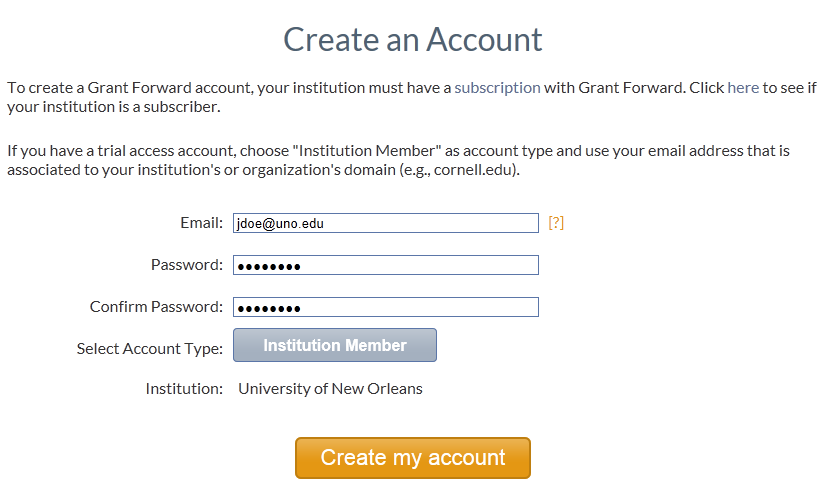 Create an Account
To create a Grant Forward account, your institution must have a subscription with Grant Forward. Click here to see if
your institution is a subscriber.
If you have a trial access account, choose "Institution Member" as account type and use your email address that is
associated to your institution's or organization's domain (e.g., cornell.edu).
Email: jdoe@uno.edu [?]
Password: ●●●●●●●●
Confirm Password: ●●●●●●●●
Select Account Type: Institution Member
Institution: University of New Orleans
Create my account